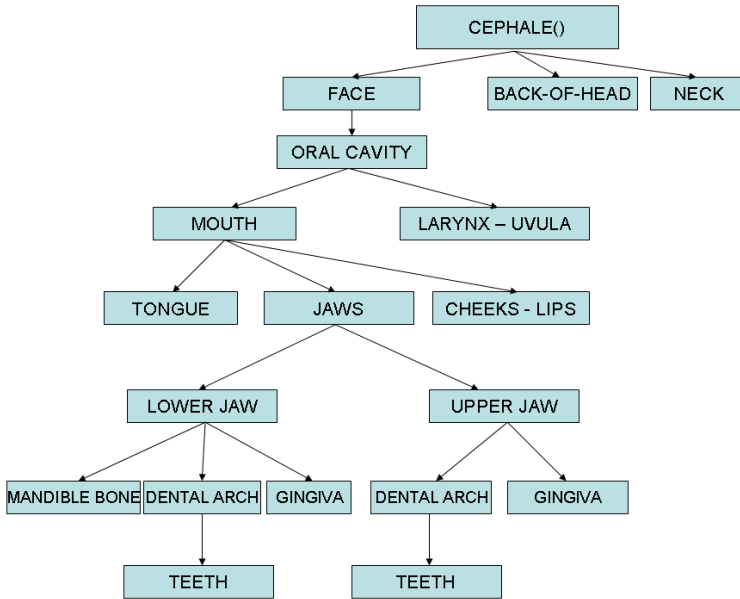 CEPHALE()
FACE
BACK-OF-HEAD
NECK
ORAL CAVITY
MOUTH
LARYNX – UVULA
TONGUE
JAWS
CHEEKS - LIPS
LOWER JAW
UPPER JAW
MANDIBLE BONE
DENTAL ARCH
GINGIVA
DENTAL ARCH
GINGIVA
TEETH
TEETH